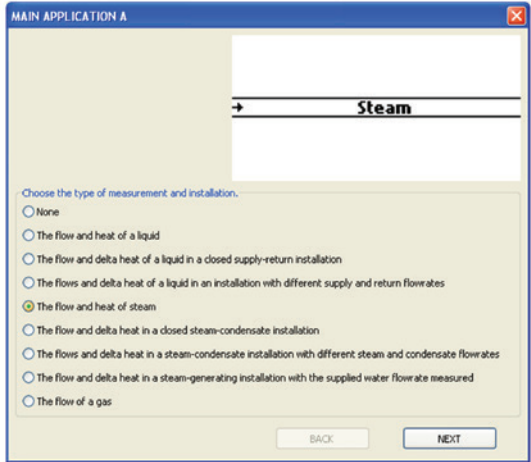 MAIN APPLICATION A
→ Steam
Choose the type of measurement and installation.
None
The flow and heat of a liquid
The flow and delta heat of a liquid in a closed supply-return installation
The flows and delta heat of a liquid in an installation with different supply and return flowrates
The flow and heat of steam
The flow and delta heat in a closed steam-condensate installation
The flows and delta heat in a steam-condensate installation with different steam and condensate flowrates
The flow and delta heat in a steam-generating installation with the supplied water flowrate measured
The flow of a gas
BACK NEXT